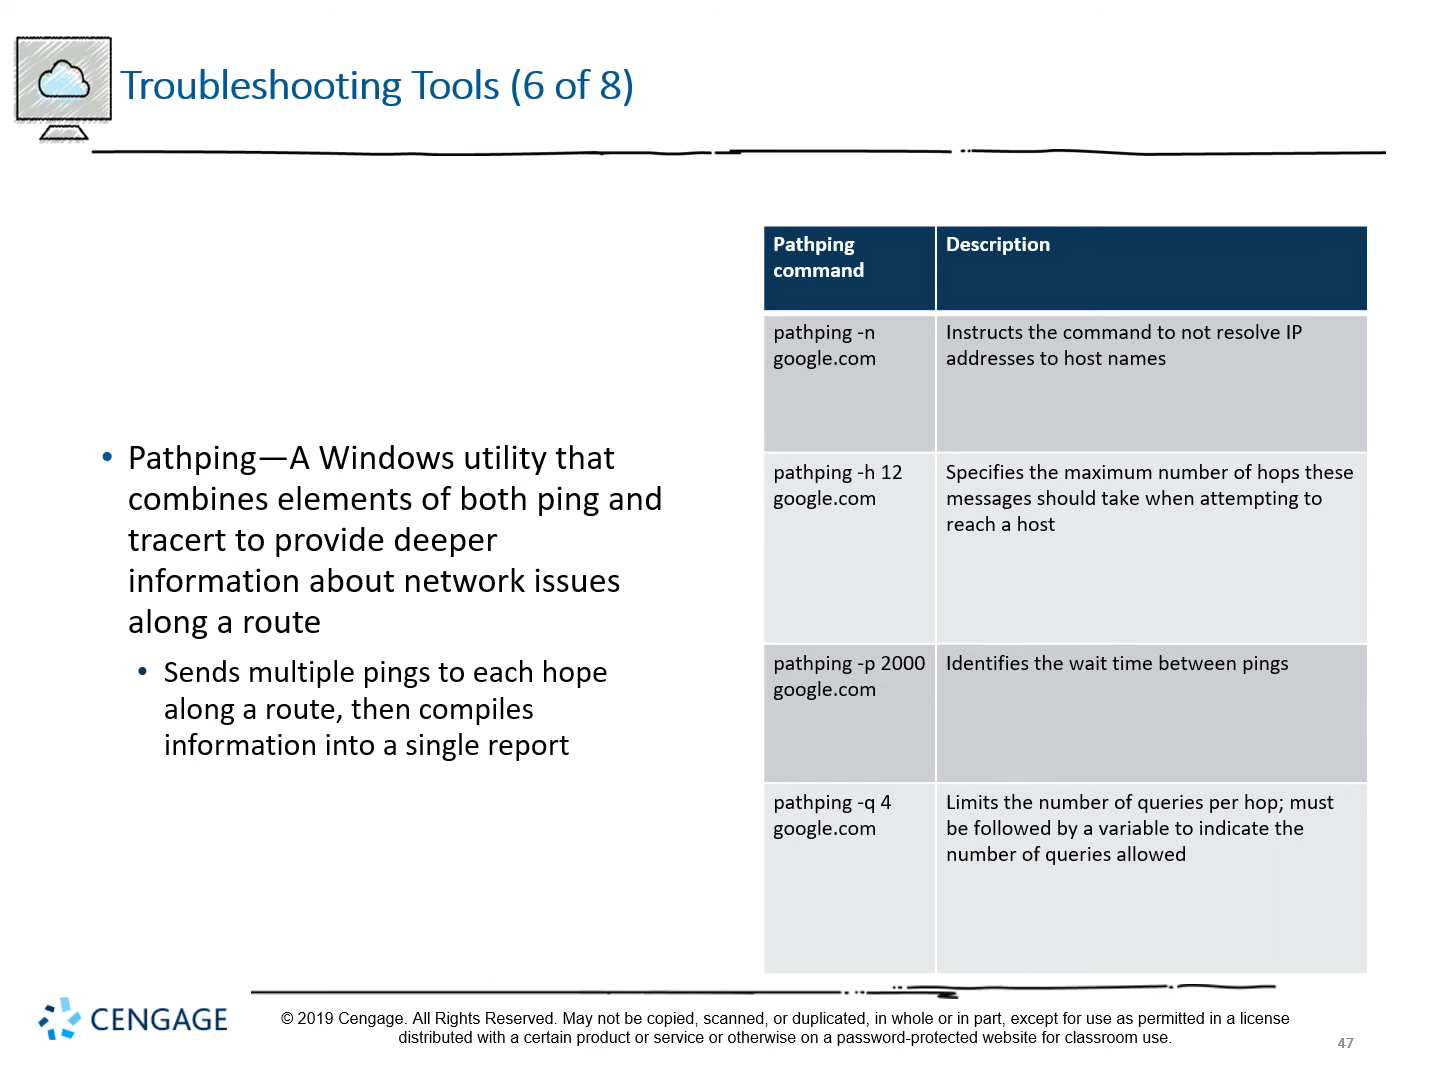 Troubleshooting Tools (6 of 8)
• Pathping—A Windows utility that
combines elements of both ping and
tracert to provide deeper
information about network issues
along a route
• Sends multiple pings to each hope
along a route, then compiles
information into a single report
Pathping
command
Description
pathping -n
google.com
Instructs the command to not resolve IP
addresses to host names
pathping -h 12
google.com
Specifies the maximum number of hops these
messages should take when attempting to
reach a host
pathping -p 2000
google.com
Identifies the wait time between pings
pathping -q 4
google.com
Limits the number of queries per hop; must
be followed by a variable to indicate the
number of queries allowed
CENGAGE
© 2019 Cengage. All Rights Reserved. May not be copied, scanned, or duplicated, in whole or in part, except for use as permitted in a license
distributed with a certain product or service or otherwise on a password-protected website for classroom use.
47